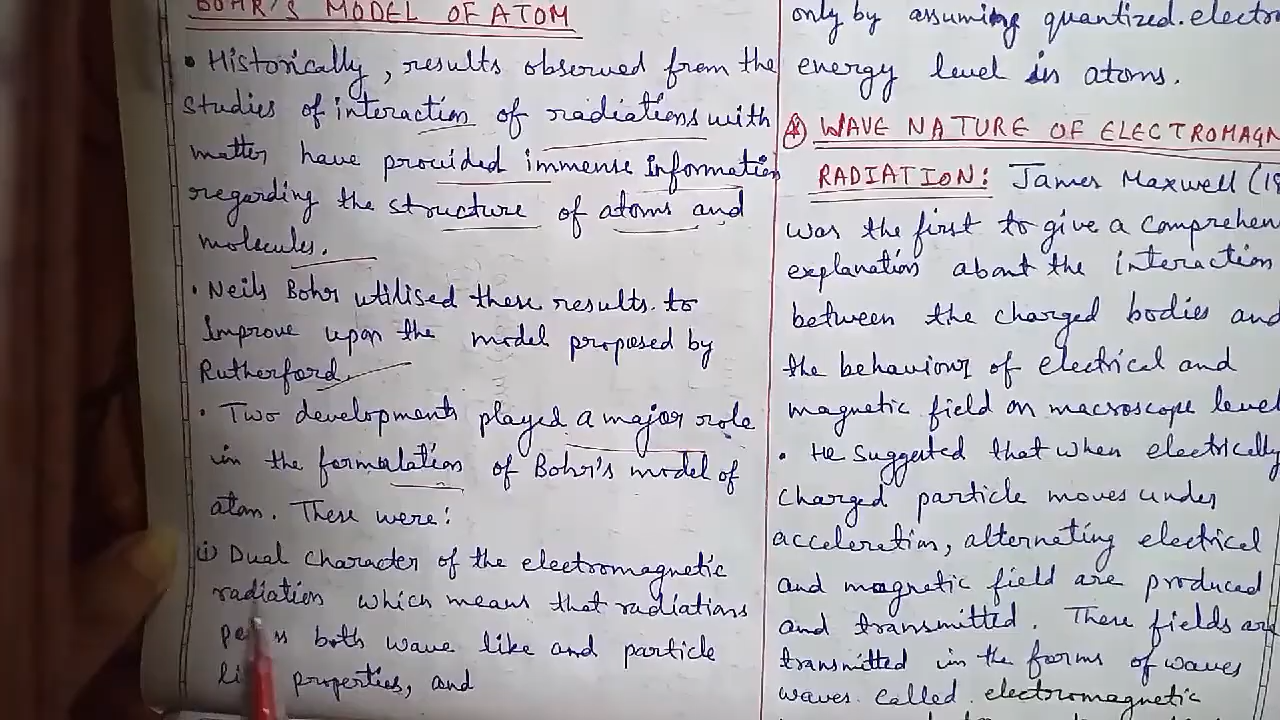 BOHR'S MODEL OF ATOM
• Historically, results observed from the
studies of interaction of radiations with
matter have provided immense information
regarding the structure of atoms and
molecules.
• Neils Bohr utilised these results to
Improve upon the model proposed by
Rutherford.
• Two developments played a major role
in the formulation of Bohr's model of
atom. These were:
i) Dual character of the electromagnetic
radiation which means that radiations
both wave like and particle
properties, and
only by assuming quantized electro
energy level in atoms.
WAVE NATURE OF ELECTROMAGN
RADIATION: James Maxwell (18
was the first to give a comprehen
explanation about the interaction
between the charged bodies and
the behaviour of electrical and
magnetic field on macroscope level
• He suggested that when electrically
charged particle moves under
acceleration, alternating electrical
and magnetic field are produced
and transmitted. These fields are
transmitted in the forms of waves
waves called electromagnetic